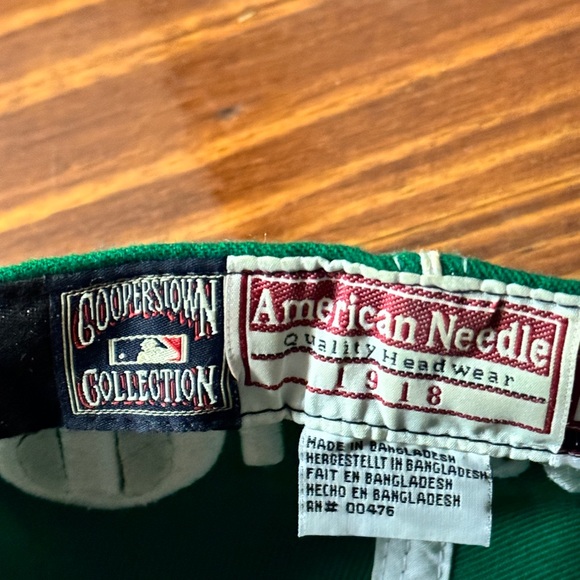 COOPERSTOWN
COLLECTION
American Needle
Quality Headwear
1918
MADE IN BANGLADESH
HERGESTELLT IN BANGLADESH
FAIT EN BANGLADESH
HECHO EN BANGLADESH
RN# 00476